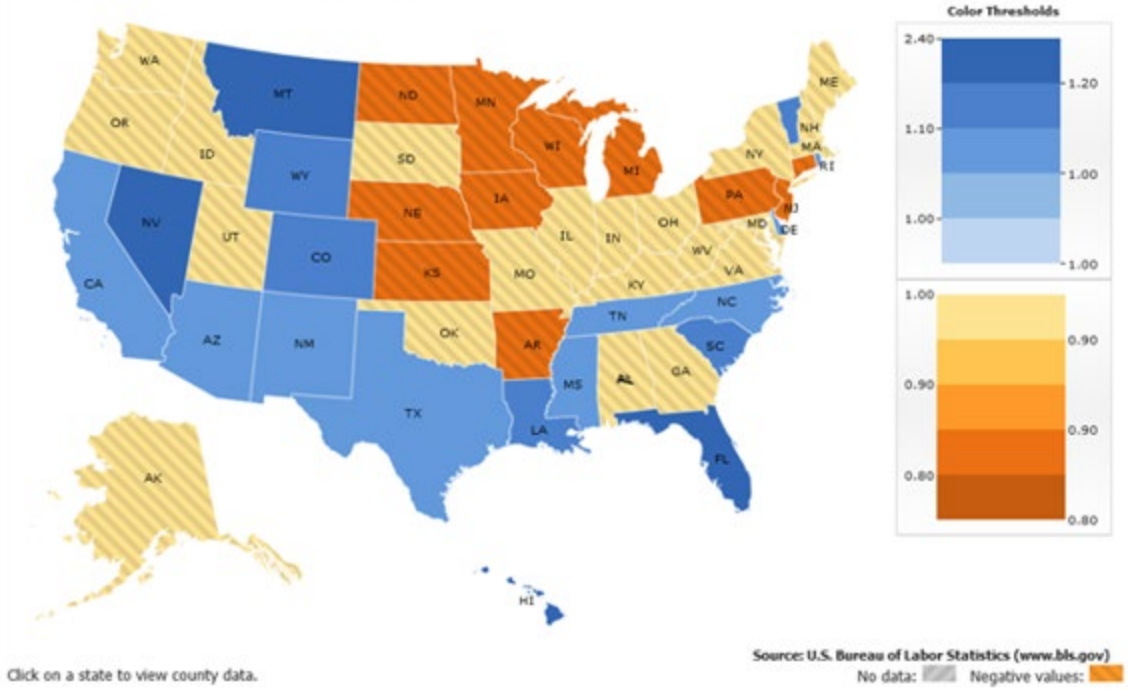 Color Thresholds
2.40
1.20
1.10
1.00
1.00
1.00
1.00
0.90
0.90
0.90
0.80
0.80
WA
MT
ND
MN
ME
OR
ID
SD
WI
MI
NH
MA
NY
RI
WY
IA
PA
NJ
NV
UT
NE
IL
IN
OH
MD
DE
CA
CO
KS
MO
WV
VA
KY
AZ
NM
OK
AR
TN
NC
SC
TX
MS
AL
GA
LA
FL
AK
HI
Source: U.S. Bureau of Labor Statistics (www.bls.gov)
Click on a state to view county data.
No data:
Negative values: